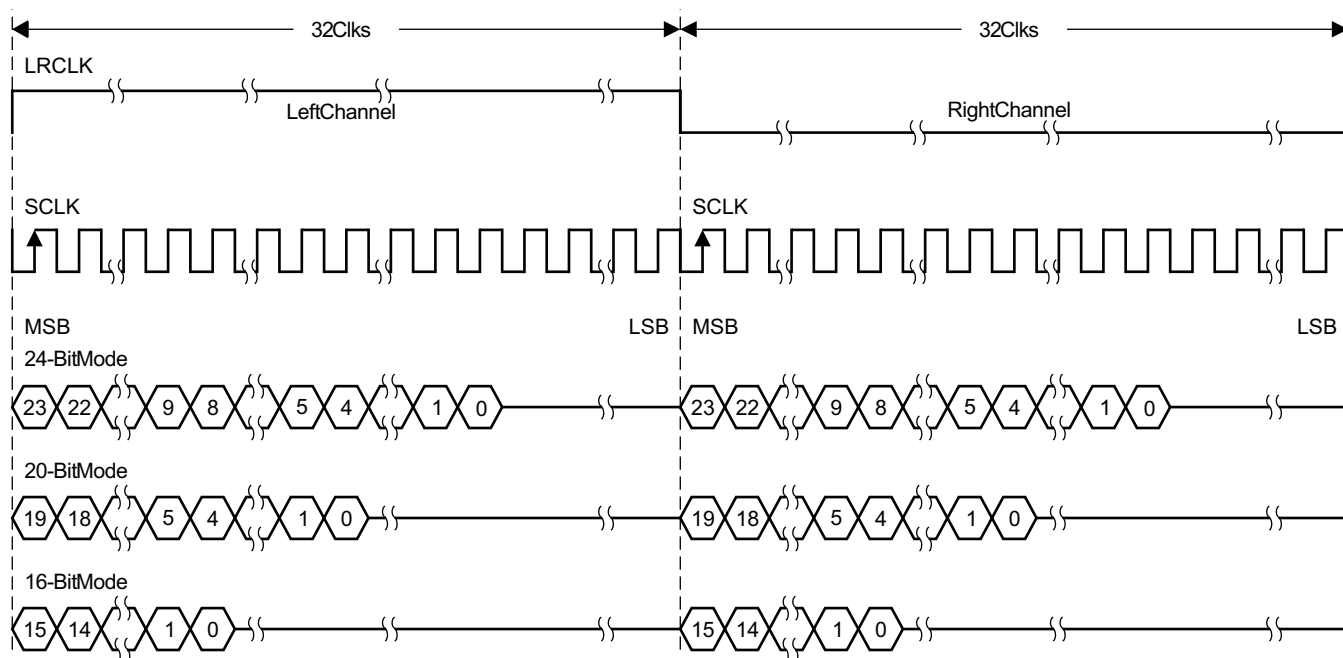 32Clks 32Clks
LRCLK
LeftChannel RightChannel
SCLK SCLK
MSB LSB MSB LSB
24-BitMode
23 22 9 8 5 4 1 0 23 22 9 8 5 4 1 0
20-BitMode
19 18 5 4 1 0 19 18 5 4 1 0
16-BitMode
15 14 1 0 15 14 1 0